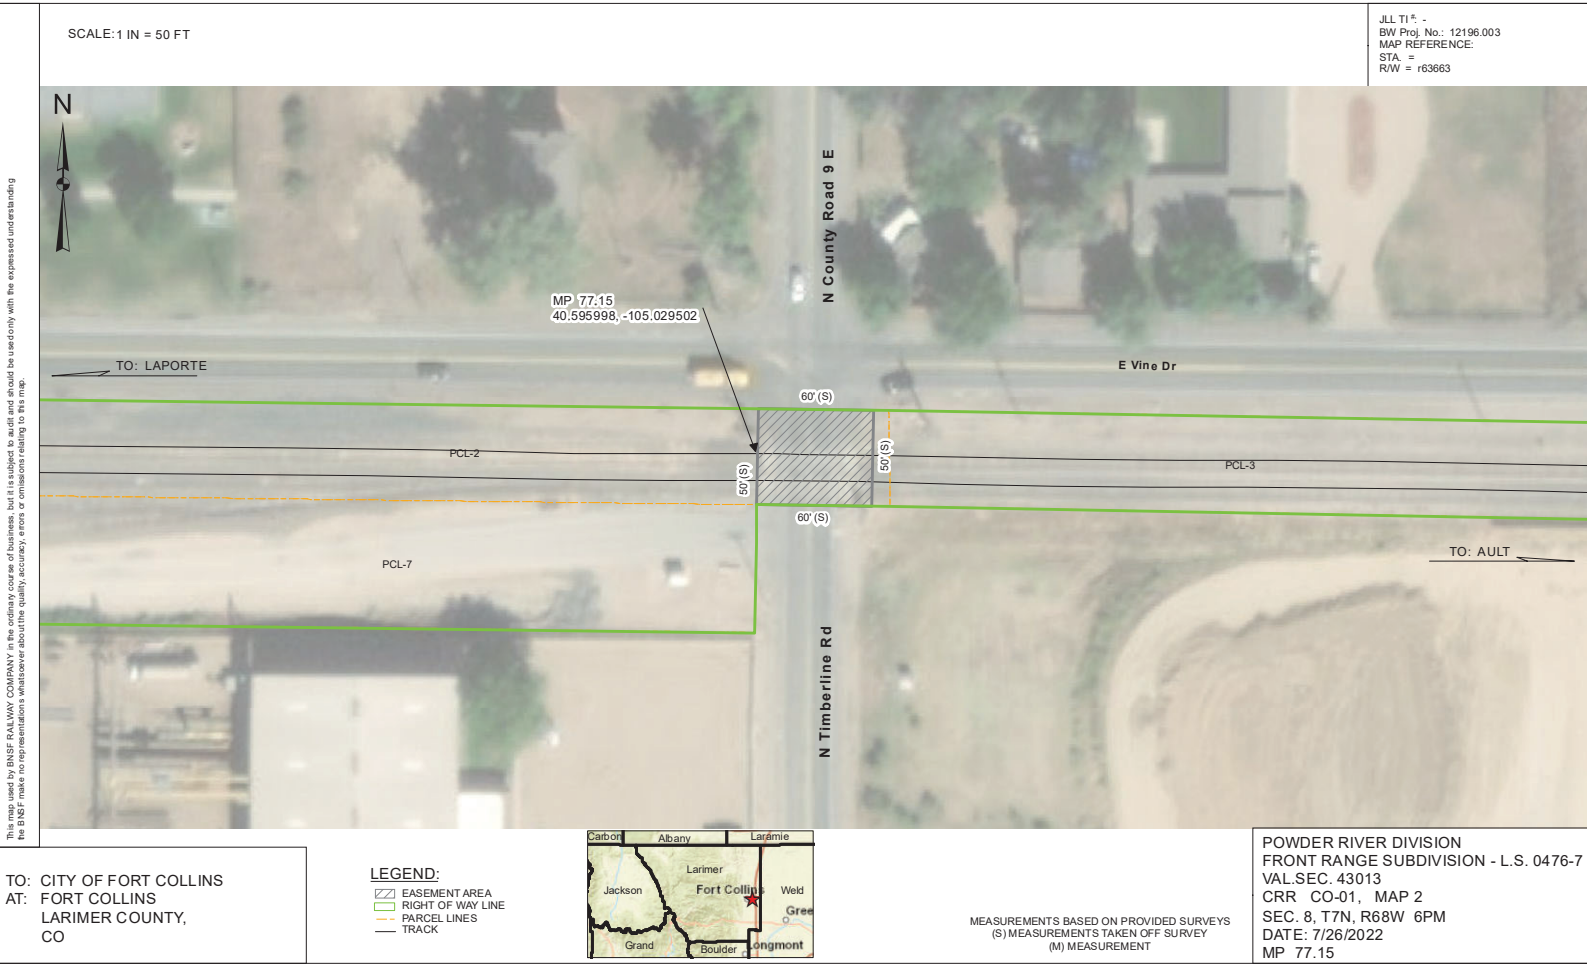 SCALE:1 IN = 50 FT
JLL TI #: -
BW Proj. No.: 12196.003
MAP REFERENCE:
STA. =
R/W = r63663
N
N County Road 9 E
MP 77.15
40.595998, -105.029502
TO: LAPORTE
E Vine Dr
60' (S)
PCL-2
50' (S)
50' (S)
PCL-3
60' (S)
TO: AULT
PCL-7
N Timberline Rd
This map used by BNSF RAILWAY COMPANY in the ordinary course of business, but it is subject to audit and should be used only with the expressed understanding
the BNSF make no representations whatsoever about the quality, accuracy, errors or omissions relating to this map.
TO: CITY OF FORT COLLINS
AT: FORT COLLINS
LARIMER COUNTY,
CO
LEGEND:
EASEMENT AREA
RIGHT OF WAY LINE
PARCEL LINES
TRACK
Carbon
Albany
Laramie
Larimer
Jackson
Fort Collins
Weld
Gree
Grand
Boulder
Longmont
MEASUREMENTS BASED ON PROVIDED SURVEYS
(S) MEASUREMENTS TAKEN OFF SURVEY
(M) MEASUREMENT
POWDER RIVER DIVISION
FRONT RANGE SUBDIVISION - L.S. 0476-7
VAL.SEC. 43013
CRR CO-01, MAP 2
SEC. 8, T7N, R68W 6PM
DATE: 7/26/2022
MP 77.15